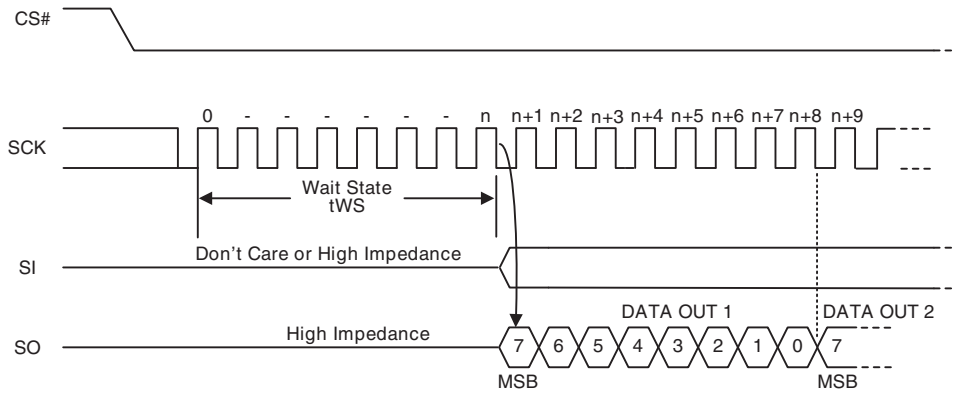 CS#
0 - - - - - - n n+1 n+2 n+3 n+4 n+5 n+6 n+7 n+8 n+9
SCK
Wait State
tWS
Don't Care or High Impedance
SI
DATA OUT 1 DATA OUT 2
High Impedance
SO 7 6 5 4 3 2 1 0 7
MSB MSB